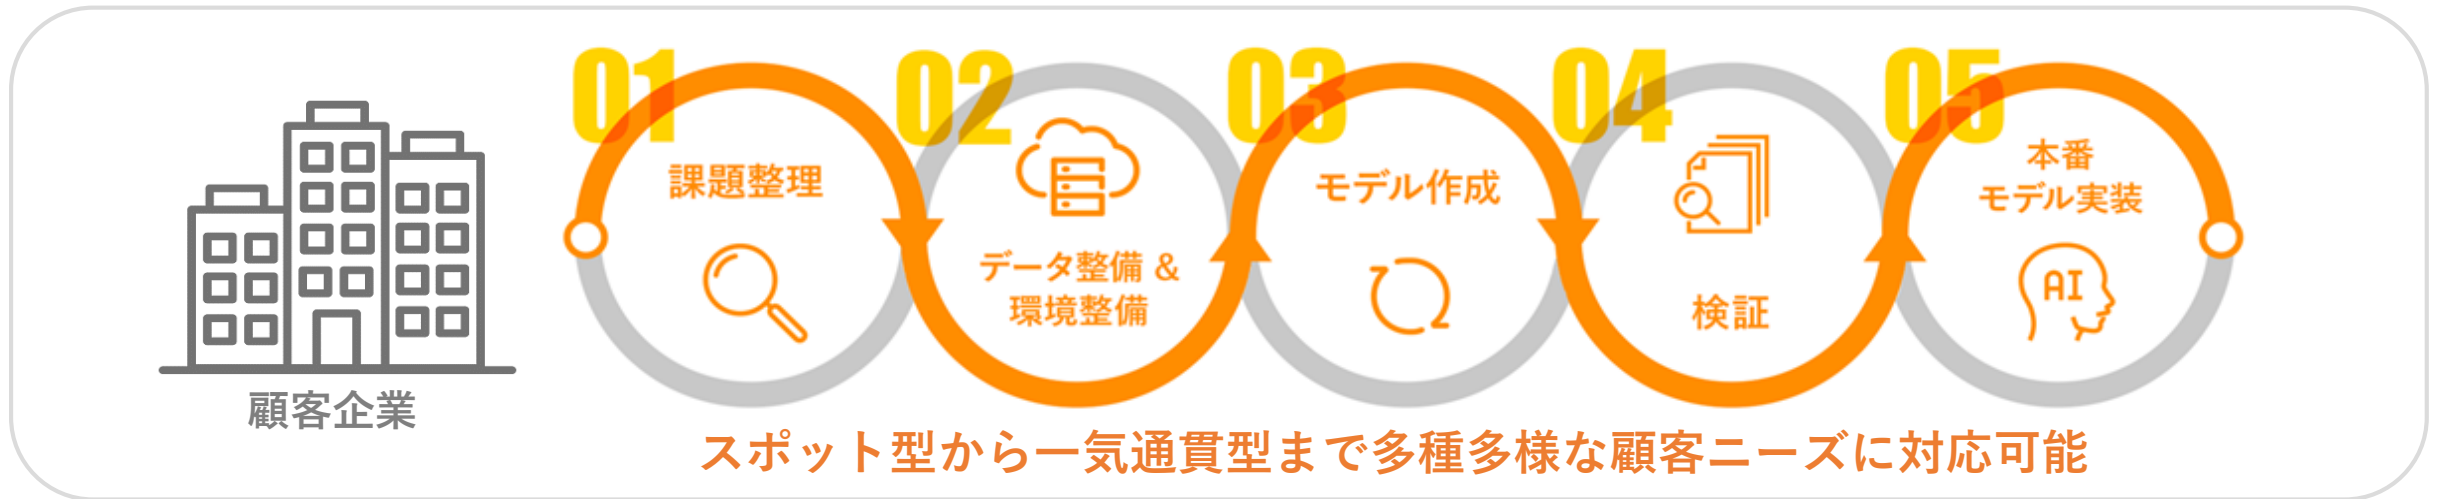 01
課題整理
02
データ整備 &
環境整備
03
モデル作成
04
検証
05
本番
モデル実装
AI
顧客企業
スポット型から一気通貫型まで多種多様な顧客ニーズに対応可能